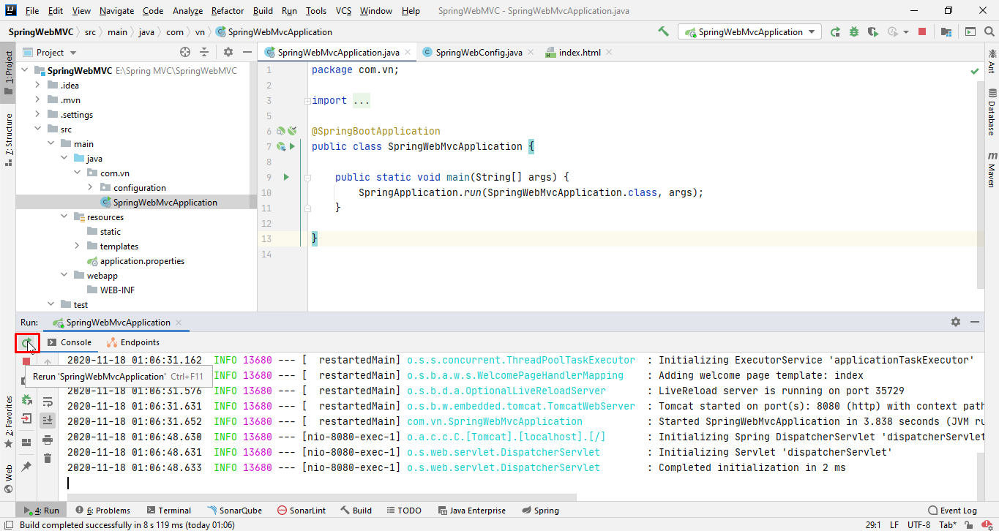 File Edit View Navigate Code Analyze Refactor Build Run Tools VCS Window Help SpringWebMVC - SpringWebMvcApplication.java
SpringWebMVC src main java com vn SpringWebMvcApplication SpringWebMvcApplication
Project SpringWebMvcApplication.java SpringWebConfig.java index.html
1: Project
7: Structure
2: Favorites
Web
Ant
Database
m Maven
SpringWebMVC E:\Spring MVC\SpringWebMVC
.idea
.mvn
.settings
src
main
java
com.vn
configuration
SpringWebMvcApplication
resources
static
templates
application.properties
webapp
WEB-INF
test
1 package com.vn;
2
3 import ...
5
6 @SpringBootApplication
7 public class SpringWebMvcApplication {
8
9 public static void main(String[] args) {
10 SpringApplication.run(SpringWebMvcApplication.class, args);
11 }
12
13 }
14
Run: SpringWebMvcApplication
Console Endpoints
2020-11-18 01:06:31.162 INFO 13680 --- [ restartedMain] o.s.s.concurrent.ThreadPoolTaskExecutor : Initializing ExecutorService 'applicationTaskExecutor'
Rerun 'SpringWebMvcApplication' Ctrl+F11
INFO 13680 --- [ restartedMain] o.s.b.a.w.s.WelcomePageHandlerMapping : Adding welcome page template: index
2020-11-18 01:06:31.576 INFO 13680 --- [ restartedMain] o.s.b.d.a.OptionalLiveReloadServer : LiveReload server is running on port 35729
2020-11-18 01:06:31.631 INFO 13680 --- [ restartedMain] o.s.b.w.embedded.tomcat.TomcatWebServer : Tomcat started on port(s): 8080 (http) with context path
2020-11-18 01:06:31.652 INFO 13680 --- [ restartedMain] com.vn.SpringWebMvcApplication : Started SpringWebMvcApplication in 3.838 seconds (JVM ru
2020-11-18 01:06:48.630 INFO 13680 --- [nio-8080-exec-1] o.a.c.c.C.[Tomcat].[localhost].[/] : Initializing Spring DispatcherServlet 'dispatcherServlet
2020-11-18 01:06:48.631 INFO 13680 --- [nio-8080-exec-1] o.s.web.servlet.DispatcherServlet : Initializing Servlet 'dispatcherServlet'
2020-11-18 01:06:48.633 INFO 13680 --- [nio-8080-exec-1] o.s.web.servlet.DispatcherServlet : Completed initialization in 2 ms
4: Run 6: Problems Terminal SonarQube SonarLint Build TODO Java Enterprise Spring Event Log
Build completed successfully in 8 s 119 ms (today 01:06) 29:1 LF UTF-8 Tab*